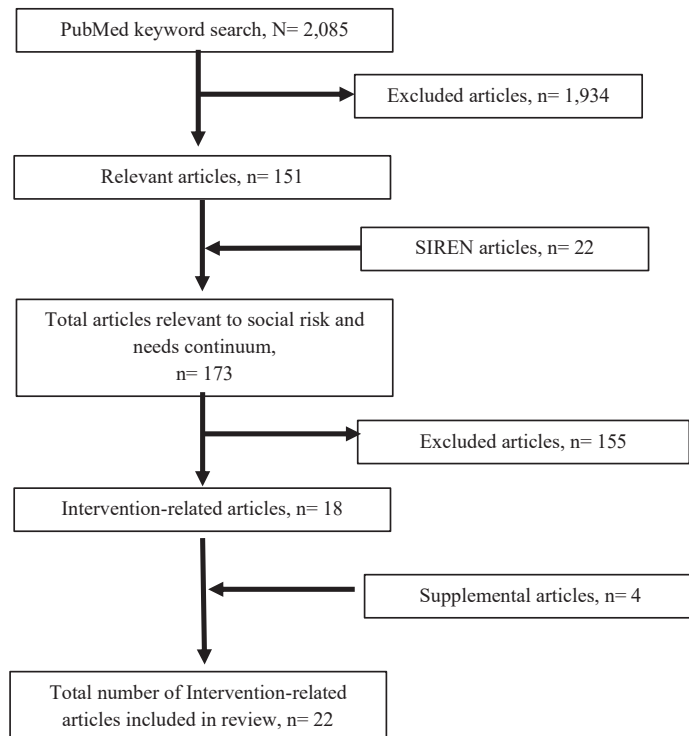 PubMed keyword search, N= 2,085
Excluded articles, n= 1,934
Relevant articles, n= 151
SIREN articles, n= 22
Total articles relevant to social risk and
needs continuum,
n= 173
Excluded articles, n= 155
Intervention-related articles, n= 18
Supplemental articles, n= 4
Total number of Intervention-related
articles included in review, n= 22